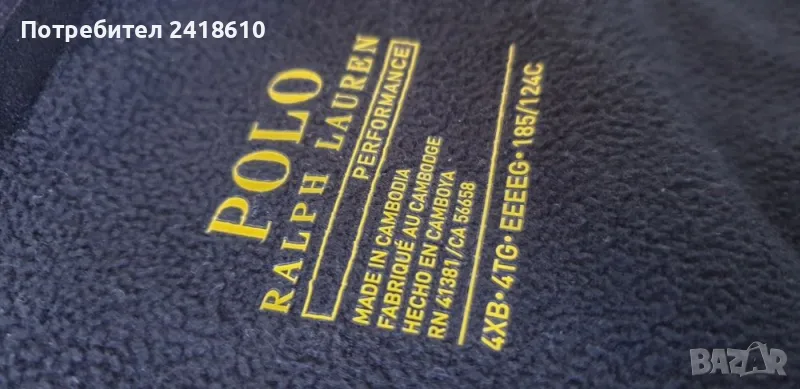 Потребител 2418610
POLO
RALPH LAUREN
PERFORMANCE
MADE IN CAMBODIA
FABRIQUÉ AU CAMBODGE
HECHO EN CAMBOYA
RN 41381 /CA 56658
4XB • 4TG • EEEEG • 185/124C
BAZAR